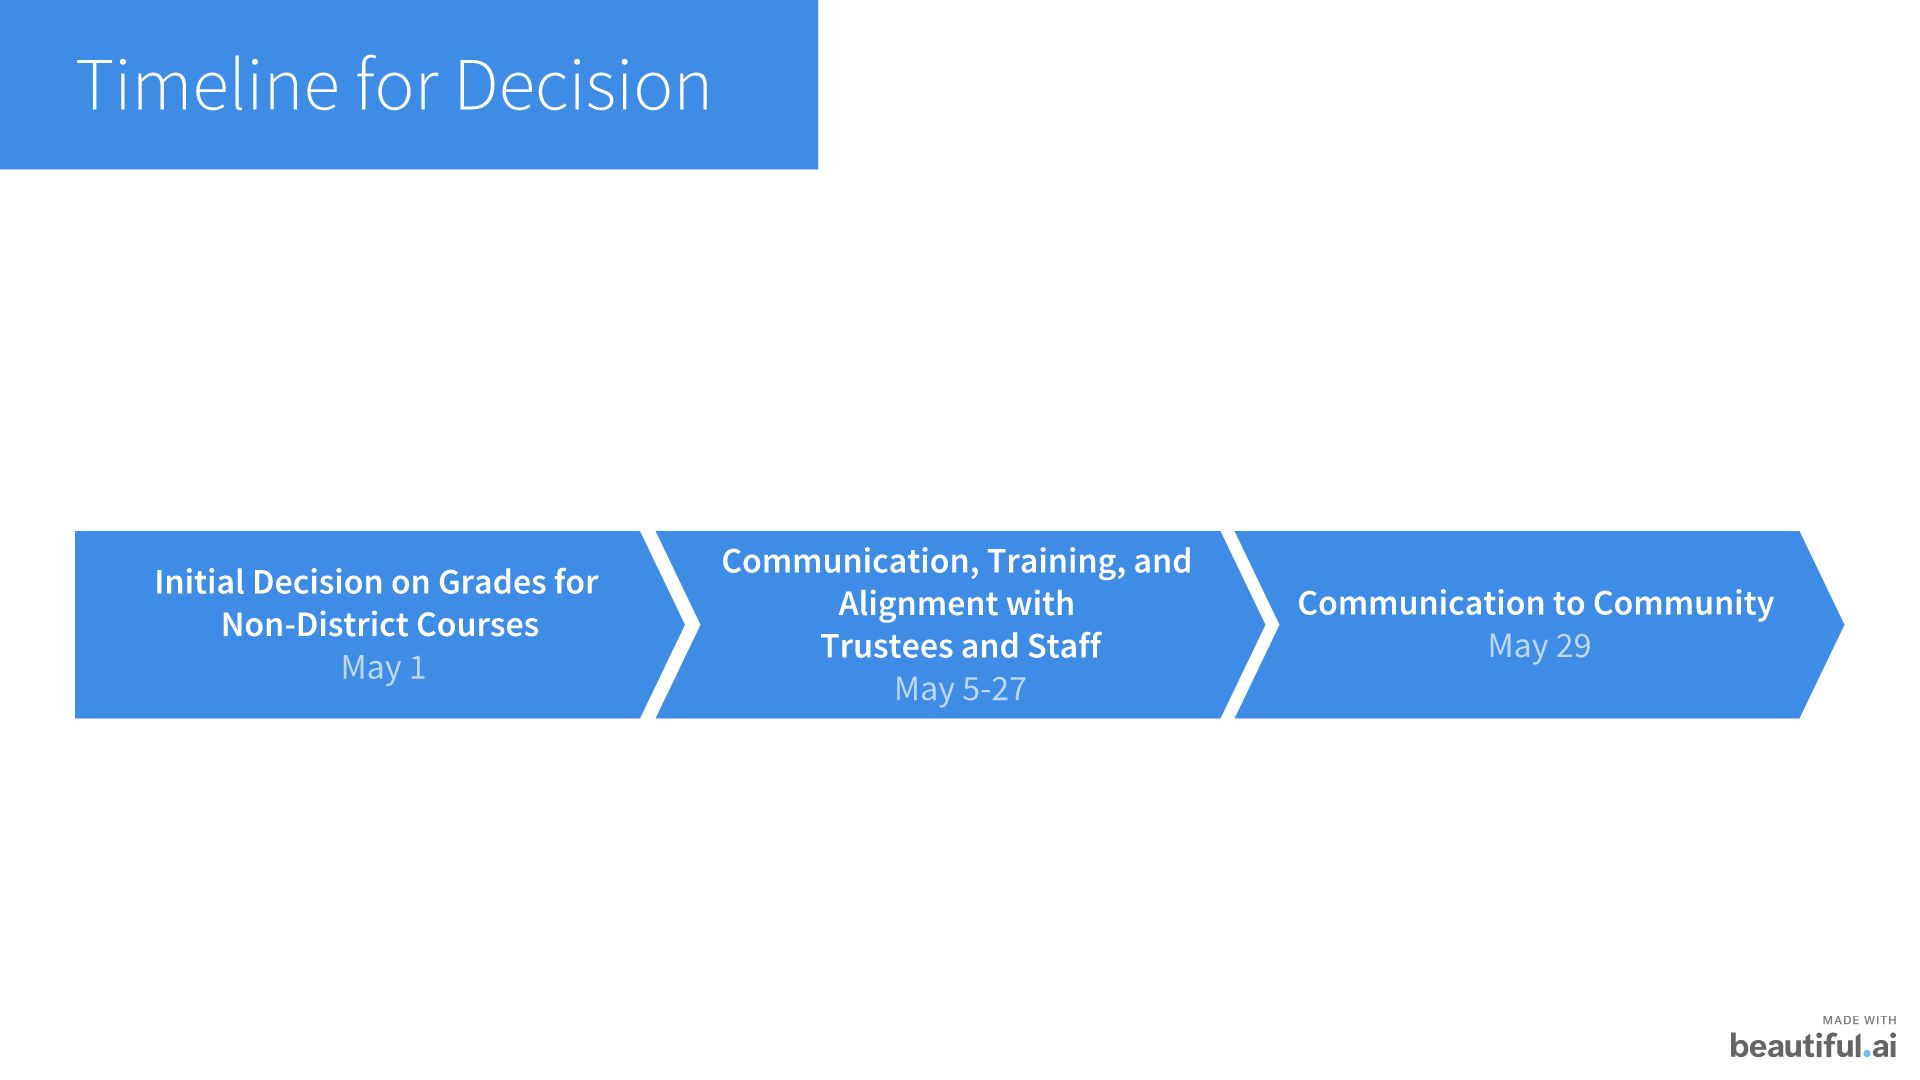 Timeline for Decision
Initial Decision on Grades for
Non-District Courses
May 1
Communication, Training, and
Alignment with
Trustees and Staff
May 5-27
Communication to Community
May 29
MADE WITH
beautiful.ai